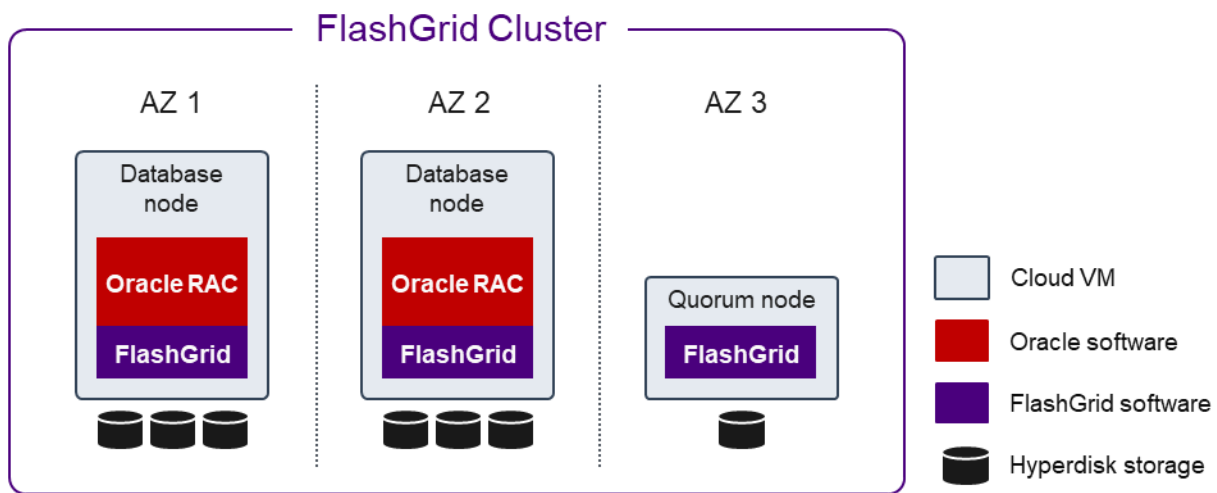 FlashGrid Cluster
AZ 1
AZ 2
AZ 3
Database
node
Oracle RAC
FlashGrid
Database
node
Oracle RAC
FlashGrid
Quorum node
FlashGrid
Cloud VM
Oracle software
FlashGrid software
Hyperdisk storage